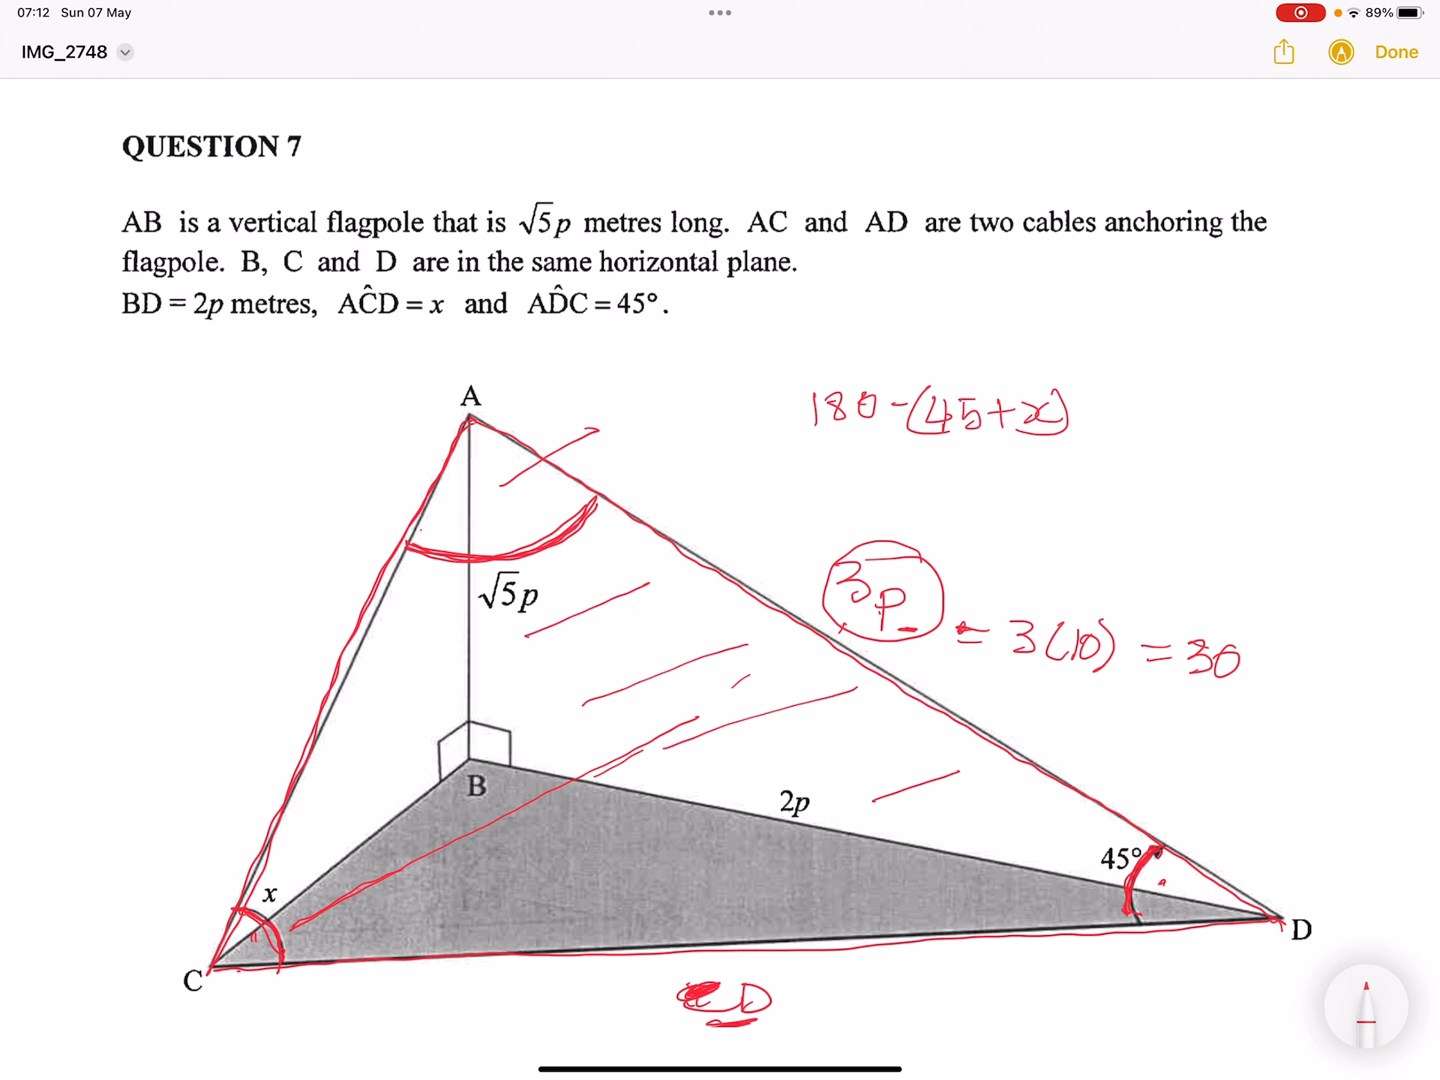 07:12 Sun 07 May
89%
IMG_2748
Done
QUESTION 7
AB is a vertical flagpole that is √5p metres long. AC and AD are two cables anchoring the
flagpole. B, C and D are in the same horizontal plane.
BD = 2p metres, AĈD = x and AD̂C = 45°.
A
180-(45+x)
√5p
3p = 3(10) = 30
B
2p
45°
x
D
C
CD